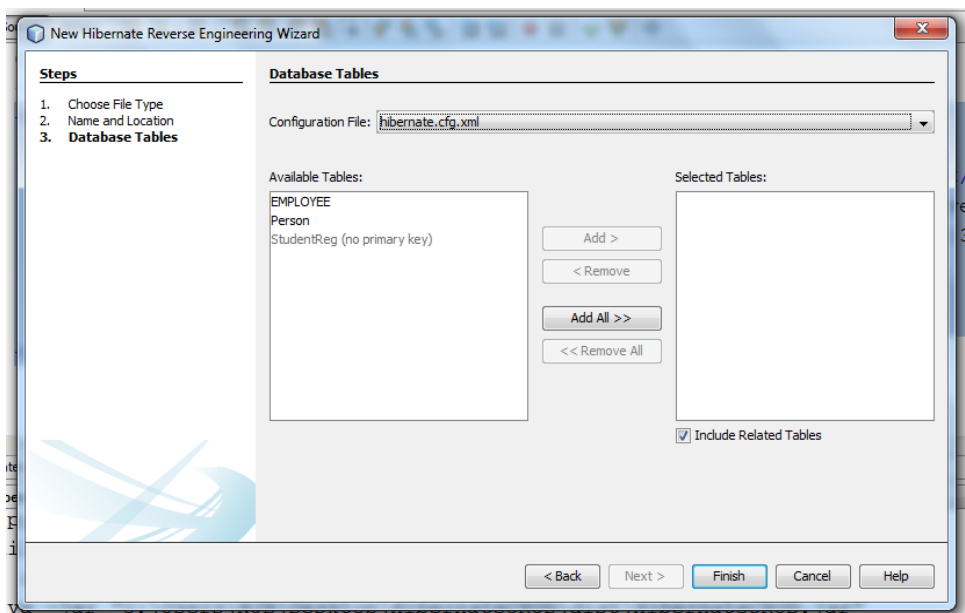 New Hibernate Reverse Engineering Wizard
Steps
1. Choose File Type
2. Name and Location
3. Database Tables
Database Tables
Configuration File: hibernate.cfg.xml
Available Tables:
EMPLOYEE
Person
StudentReg (no primary key)
Add >
< Remove
Add All >>
<< Remove All
Selected Tables:
Include Related Tables
< Back
Next >
Finish
Cancel
Help